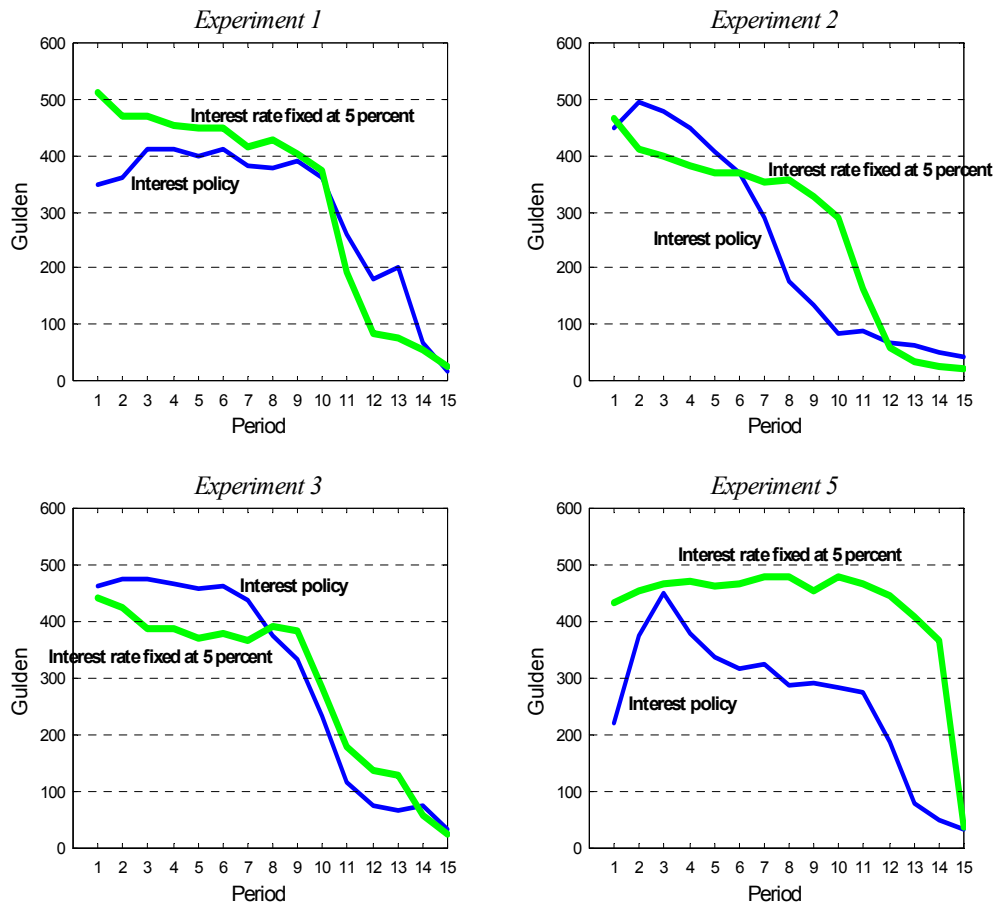 Experiment 1
600
500
400
300
200
100
0
Gulden
Interest rate fixed at 5 percent
Interest policy
1 2 3 4 5 6 7 8 9 10 11 12 13 14 15
Period
Experiment 2
600
500
400
300
200
100
0
Gulden
Interest rate fixed at 5 percent
Interest policy
1 2 3 4 5 6 7 8 9 10 11 12 13 14 15
Period
Experiment 3
600
500
400
300
200
100
0
Gulden
Interest policy
Interest rate fixed at 5 percent
1 2 3 4 5 6 7 8 9 10 11 12 13 14 15
Period
Experiment 5
600
500
400
300
200
100
0
Gulden
Interest rate fixed at 5 percent
Interest policy
1 2 3 4 5 6 7 8 9 10 11 12 13 14 15
Period